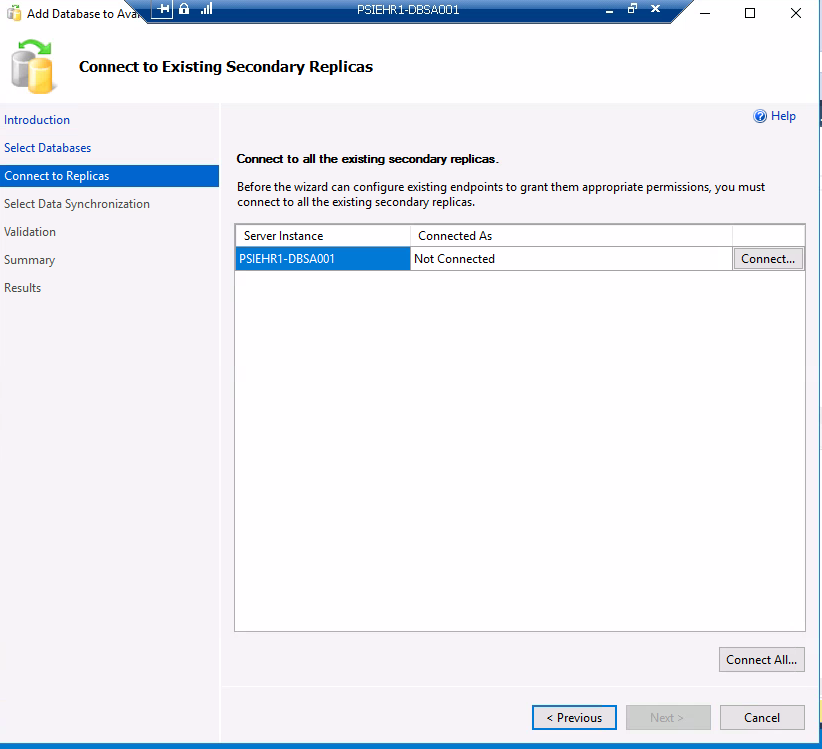 Add Database to Ava
PSIEHR1-DBSA001
Connect to Existing Secondary Replicas
Help
Introduction
Select Databases
Connect to Replicas
Select Data Synchronization
Validation
Summary
Results
Connect to all the existing secondary replicas.
Before the wizard can configure existing endpoints to grant them appropriate permissions, you must
connect to all the existing secondary replicas.
Server Instance Connected As
PSIEHR1-DBSA001 Not Connected Connect...
Connect All...
< Previous Next > Cancel